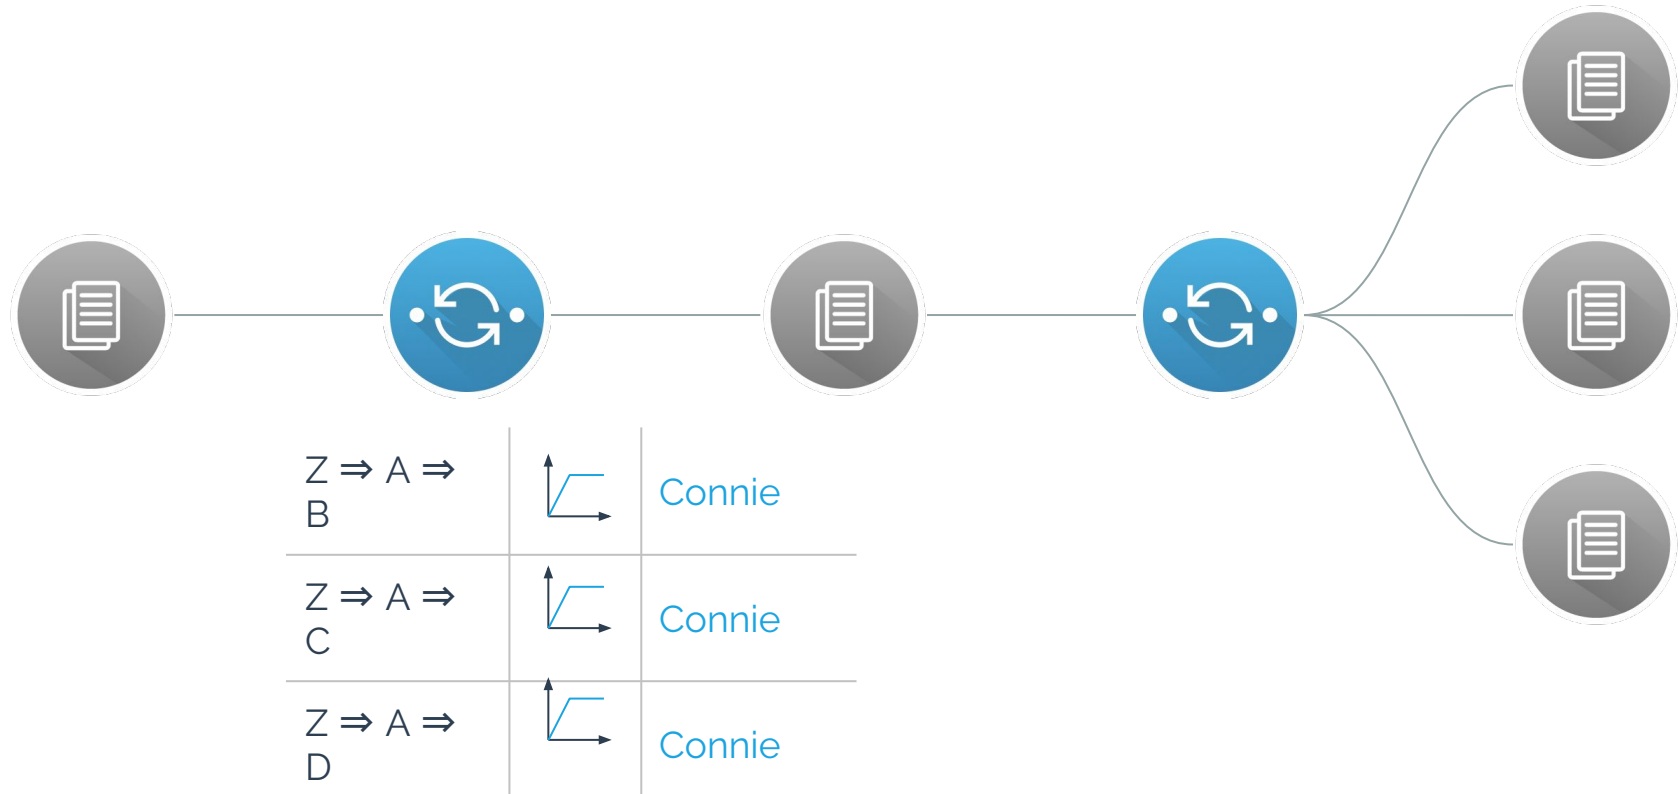 Z ⇒ A ⇒
B
Connie
Z ⇒ A ⇒
C
Connie
Z ⇒ A ⇒
D
Connie